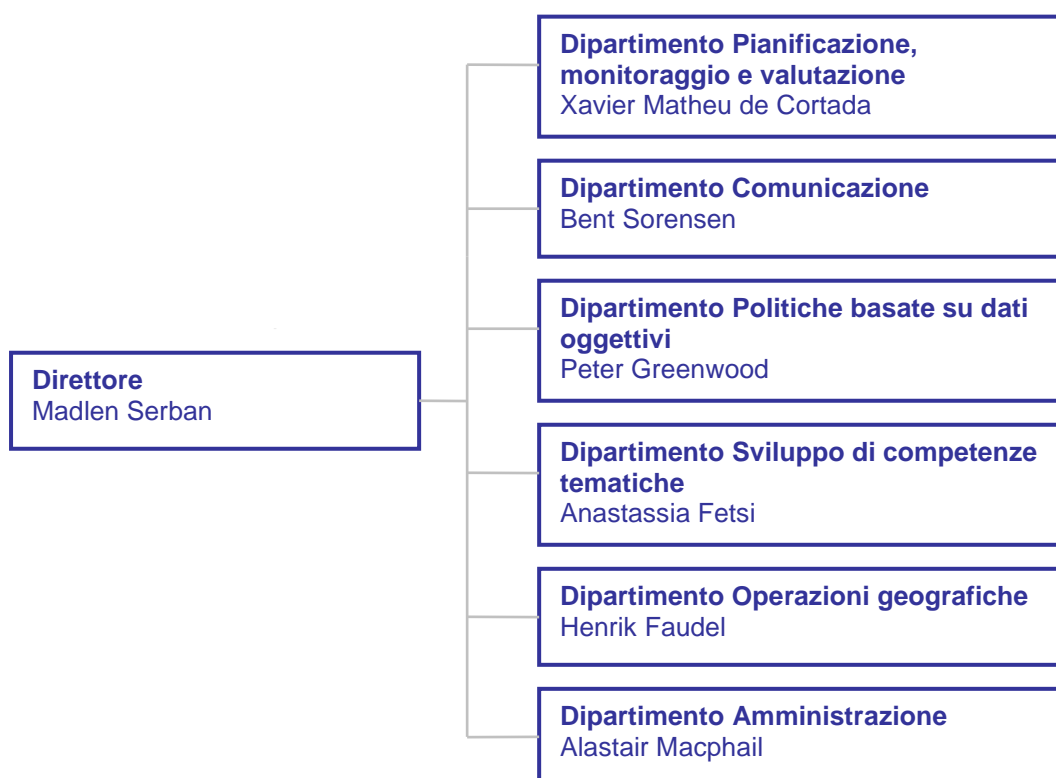 Dipartimento Pianificazione,
monitoraggio e valutazione
Xavier Matheu de Cortada
Dipartimento Comunicazione
Bent Sorensen
Dipartimento Politiche basate su dati
oggettivi
Peter Greenwood
Direttore
Madlen Serban
Dipartimento Sviluppo di competenze
tematiche
Anastassia Fetsi
Dipartimento Operazioni geografiche
Henrik Faudel
Dipartimento Amministrazione
Alastair Macphail